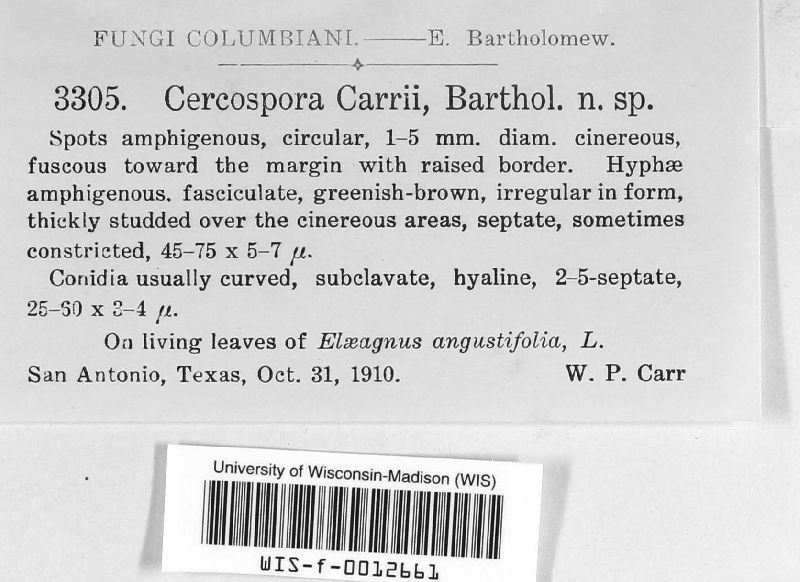 FUNGI COLUMBIANI.——E. Bartholomew.
3305. Cercospora Carrii, Barthol. n. sp.
Spots amphigenous, circular, 1–5 mm. diam. cinereous,
fuscous toward the margin with raised border. Hyphæ
amphigenous. fasciculate, greenish-brown, irregular in form,
thickly studded over the cinereous areas, septate, sometimes
constricted, 45–75 x 5–7 µ.
Conidia usually curved, subclavate, hyaline, 2–5-septate,
25–60 x 3–4 µ.
On living leaves of Elæagnus angustifolia, L.
San Antonio, Texas, Oct. 31, 1910. W. P. Carr
University of Wisconsin-Madison (WIS)
WIS-f-0012661